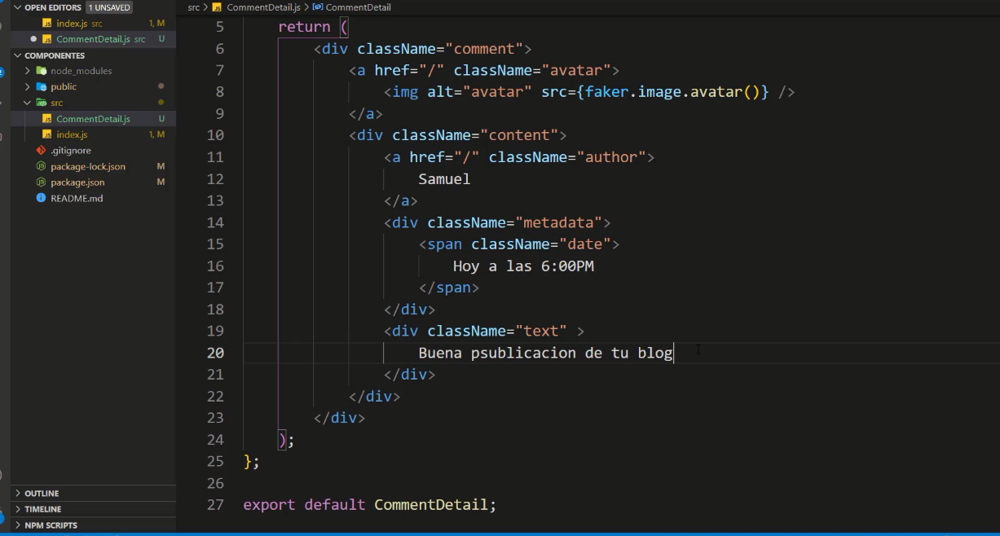 OPEN EDITORS 1 UNSAVED
index.js src 1, M
CommentDetail.js src U
COMPONENTES
node_modules
public
src
CommentDetail.js U
index.js 1, M
.gitignore
package-lock.json M
package.json M
README.md
OUTLINE
TIMELINE
NPM SCRIPTS
src > CommentDetail.js > CommentDetail
5 return (
6 <div className="comment">
7 <a href="/" className="avatar">
8 <img alt="avatar" src={faker.image.avatar()} />
9 </a>
10 <div className="content">
11 <a href="/" className="author">
12 Samuel
13 </a>
14 <div className="metadata">
15 <span className="date">
16 Hoy a las 6:00PM
17 </span>
18 </div>
19 <div className="text" >
20 Buena psublicacion de tu blog
21 </div>
22 </div>
23 </div>
24 );
25 };
26
27 export default CommentDetail;